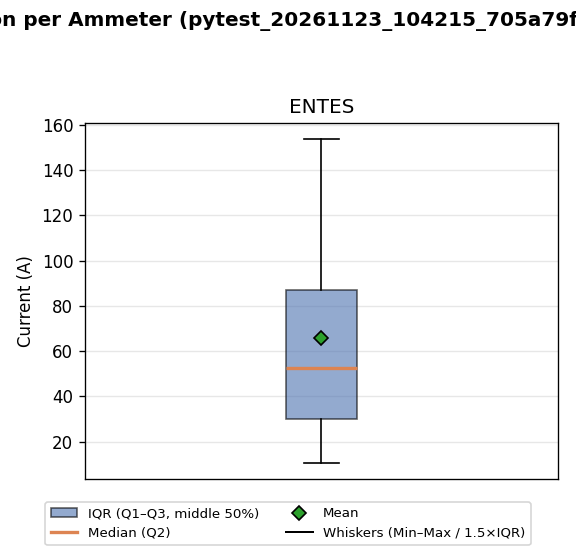 on per Ammeter (pytest_20261123_104215_705a79f
ENTES
160
140
120
100
80
60
40
20
Current (A)
IQR (Q1–Q3, middle 50%)
Median (Q2)
Mean
Whiskers (Min–Max / 1.5×IQR)